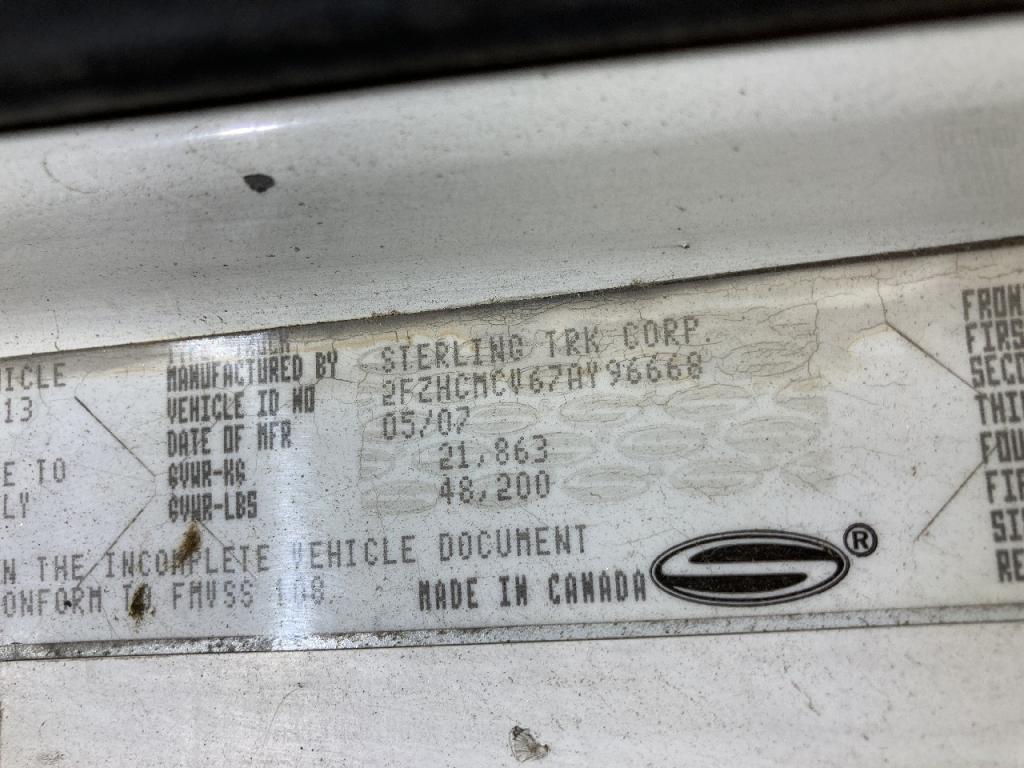 MANUFACTURED BY STERLING TRK CORP.
VEHICLE ID NO 2FZHCMCV67AY96668
DATE OF MFR 05/07
GVWR-KG 21,863
GVWR-LBS 48,200
ICLE
13
E TO
LY
N THE INCOMPLETE VEHICLE DOCUMENT
ONFORM TO FMVSS
MADE IN CANADA ®
FRON
FIRS
SECO
THI
FOU
FIF
SI
RE